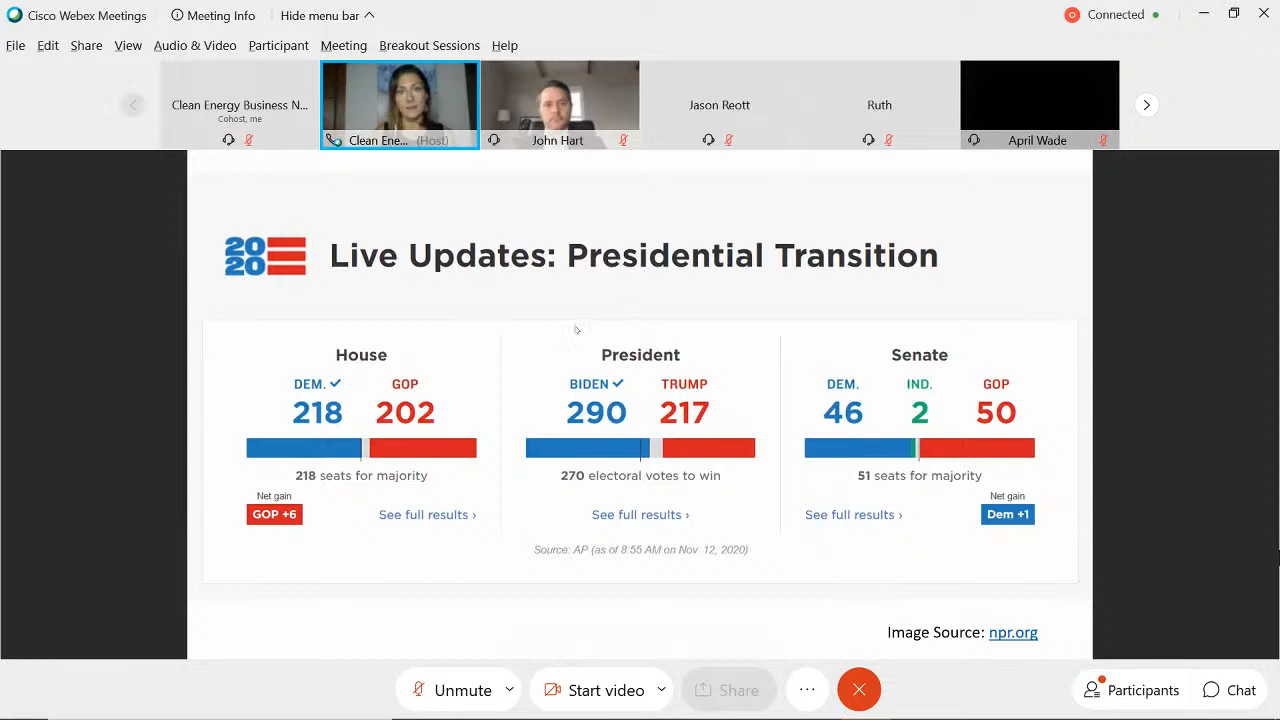 Cisco Webex Meetings Meeting Info Hide menu bar Connected
File Edit Share View Audio & Video Participant Meeting Breakout Sessions Help
Clean Energy Business N...
Cohost, me
Clean Ene... (Host)
John Hart
Jason Reott
Ruth
April Wade
20
20
Live Updates: Presidential Transition
House
DEM. GOP
218 202
218 seats for majority
Net gain
GOP +6
See full results ›
President
BIDEN TRUMP
290 217
270 electoral votes to win
See full results ›
Senate
DEM. IND. GOP
46 2 50
51 seats for majority
Net gain
See full results ›
Dem +1
Source: AP (as of 8:55 AM on Nov 12, 2020)
Image Source: npr.org
Unmute Start video Share ... Participants Chat